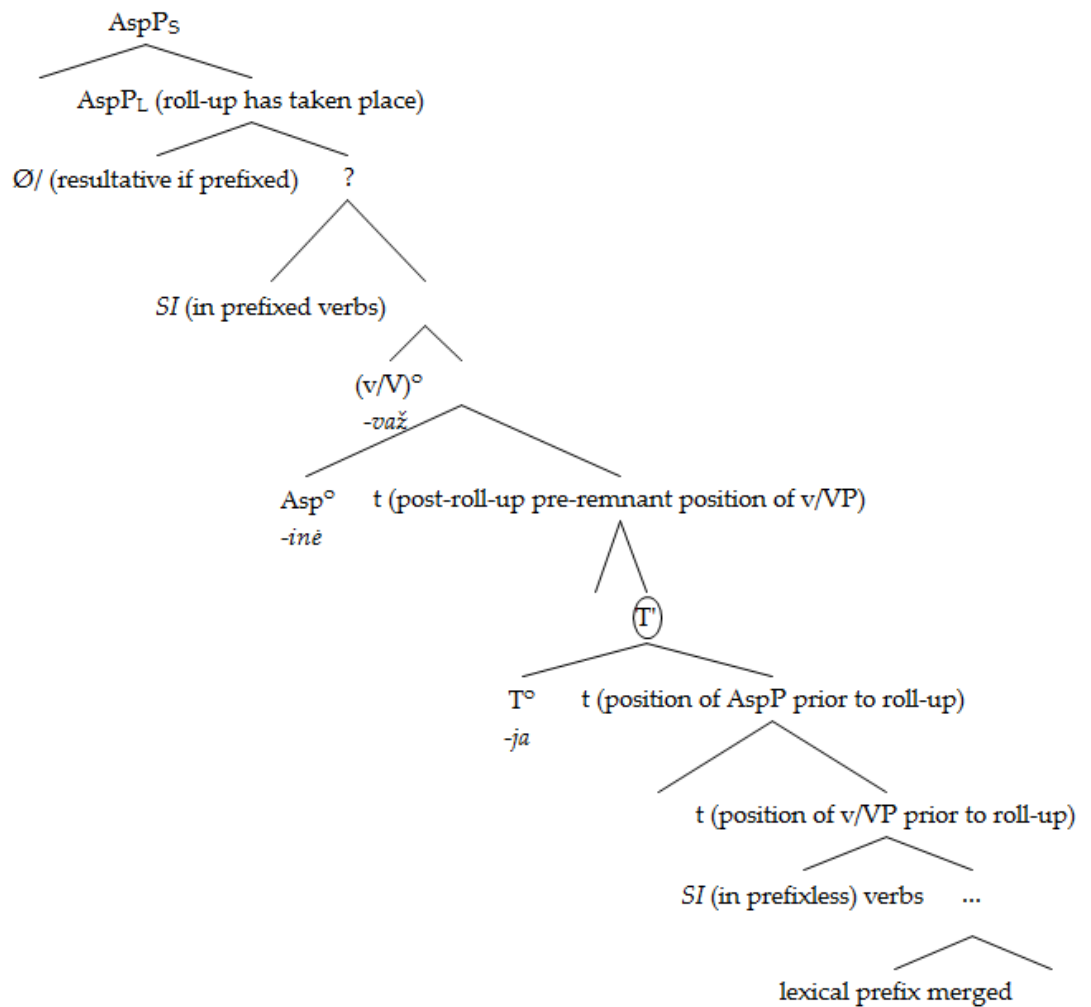 AspPS
AspPL (roll-up has taken place)
Ø/ (resultative if prefixed) ?
SI (in prefixed verbs)
(v/V)°
-važ
Asp° t (post-roll-up pre-remnant position of v/VP)
-inė
T'
T° t (position of AspP prior to roll-up)
-ja
t (position of v/VP prior to roll-up)
SI (in prefixless) verbs ...
lexical prefix merged